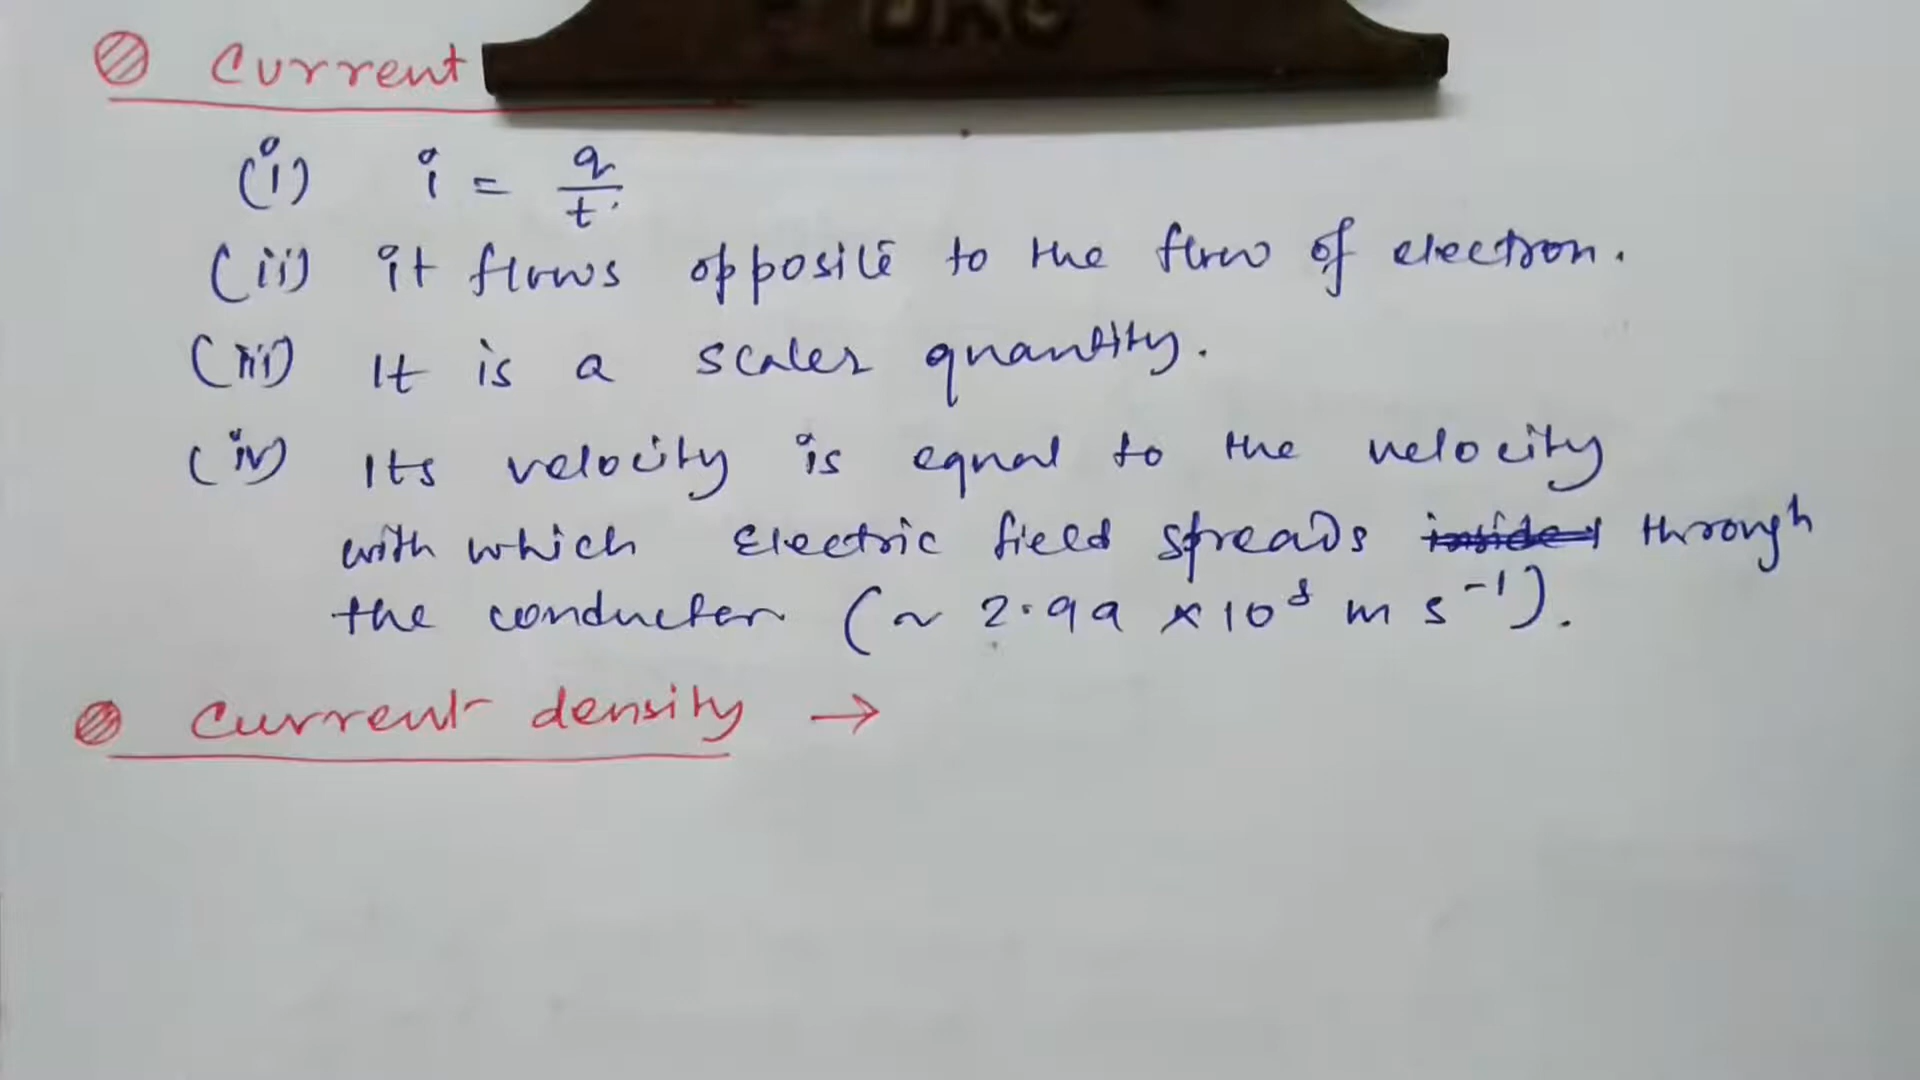 Current
(i) i = q/t
(ii) it flows opposite to the flow of electron.
(iii) It is a scaler quantity.
(iv) Its velocity is equal to the velocity
with which Electric field spreads inside through
the conductor (~ 2.99 × 10⁸ m s⁻¹).
Current density →